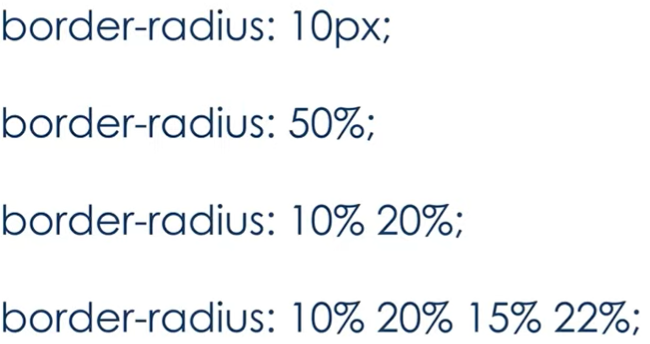 border-radius: 10px;
border-radius: 50%;
border-radius: 10% 20%;
border-radius: 10% 20% 15% 22%;